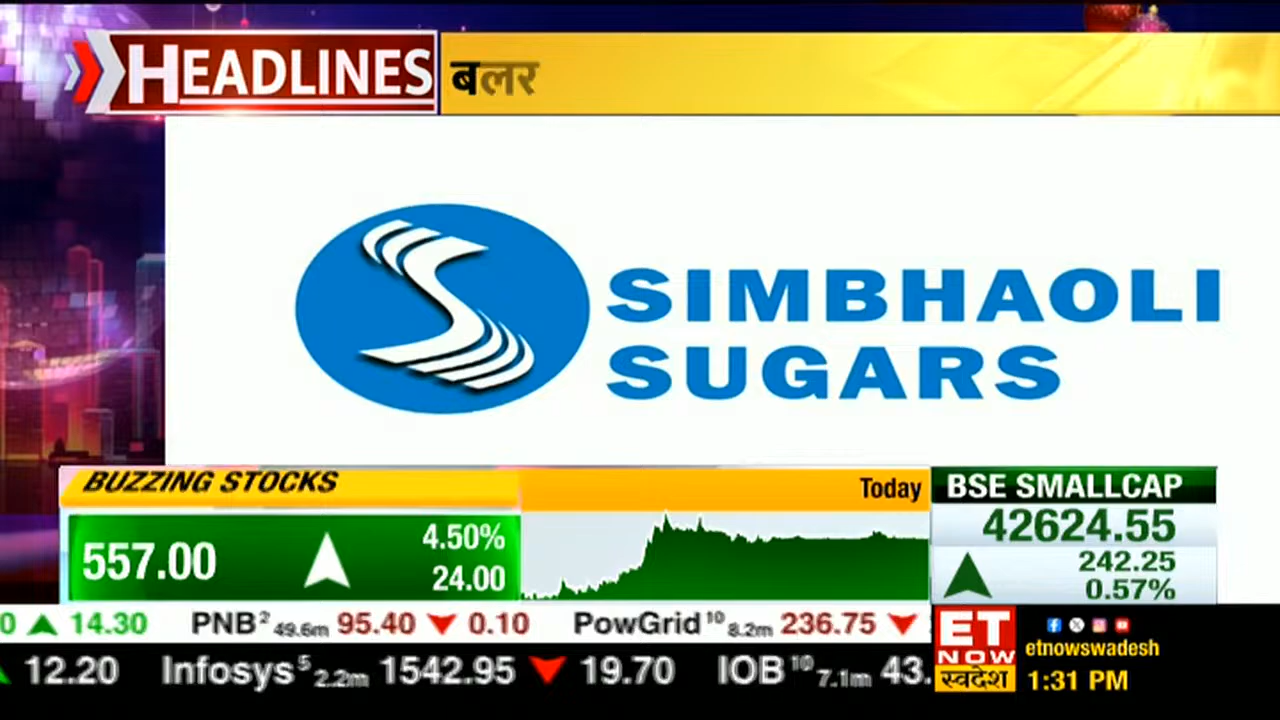 HEADLINES
बलर
SIMBHAOLI
SUGARS
BUZZING STOCKS
Today
557.00
4.50%
24.00
BSE SMALLCAP
42624.55
242.25
0.57%
0 14.30 PNB 2 49.6m 95.40 0.10 PowGrid 10 8.2m 236.75
12.20 Infosys 5 2.2m 1542.95 19.70 IOB 10 7.1m 43.
ET
NOW
स्वदेश
etnowswadesh
1:31 PM